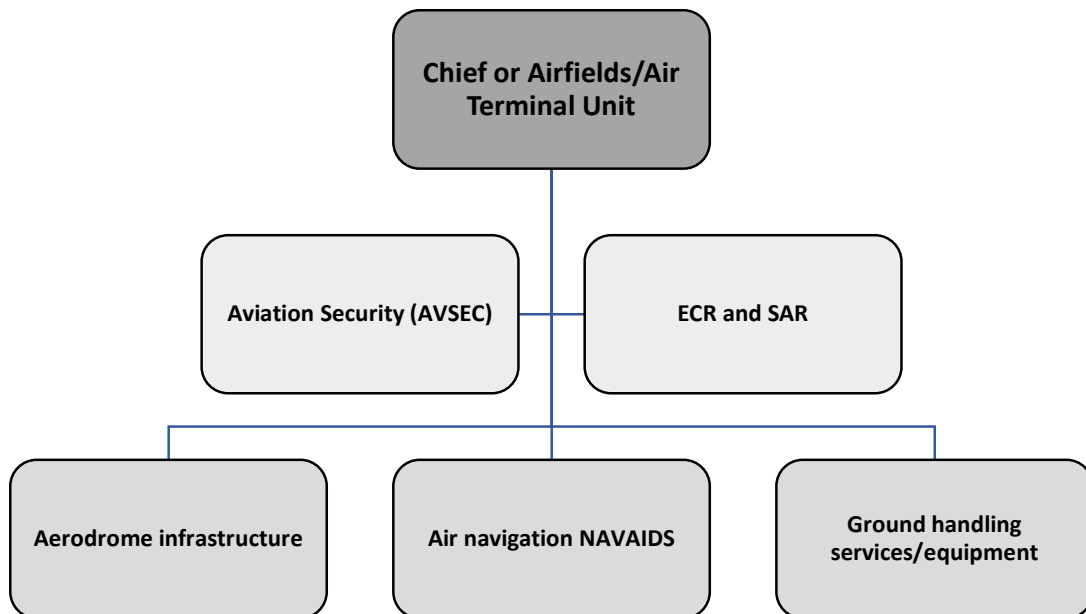 Chief or Airfields/Air
Terminal Unit
Aviation Security (AVSEC)
ECR and SAR
Aerodrome infrastructure
Air navigation NAVAIDS
Ground handling
services/equipment